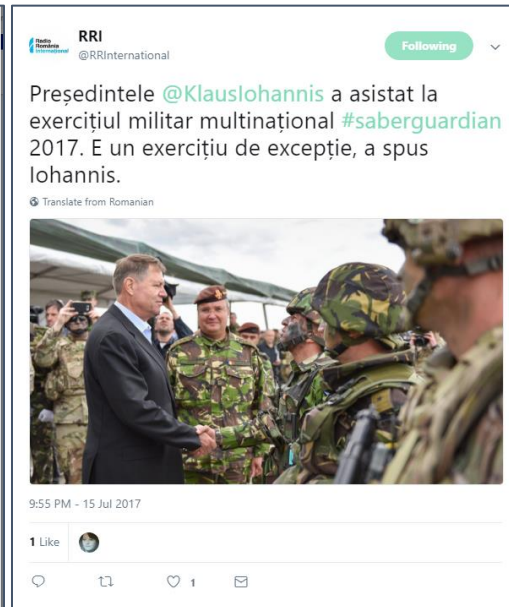 Radio
România
Internațional
RRI
@RRInternational
Following
Președintele @KlausIohannis a asistat la
exercițiul militar multinațional #saberguardian
2017. E un exercițiu de excepție, a spus
Iohannis.
Translate from Romanian
9:55 PM - 15 Jul 2017
1 Like
1